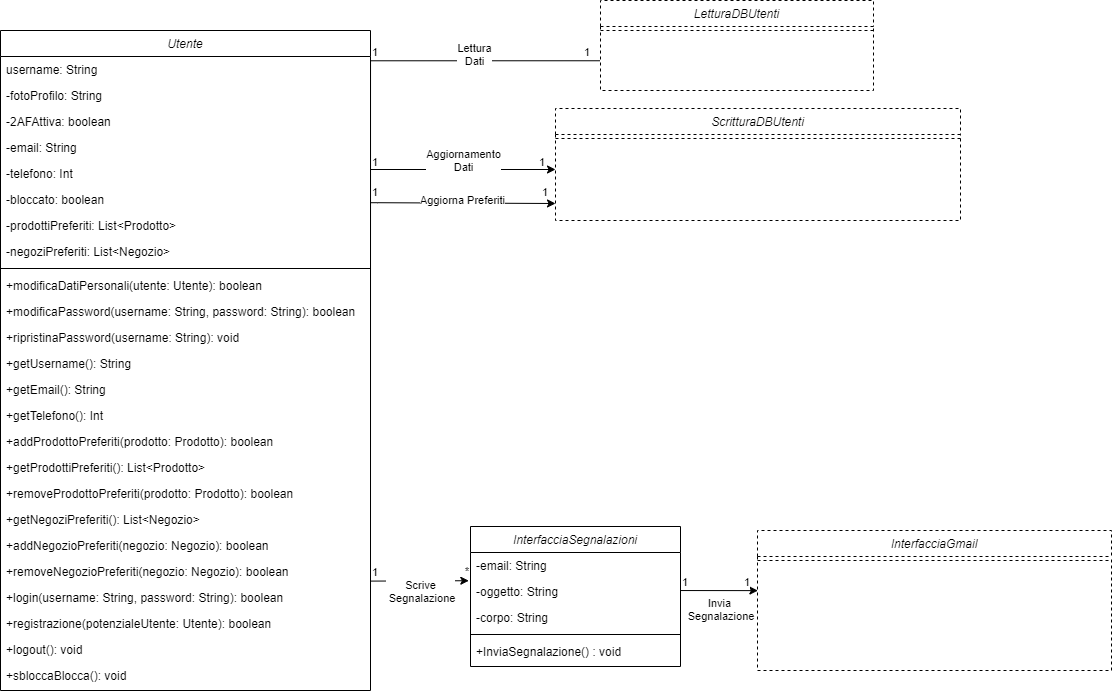 LetturaDBUtenti
Utente
1
Lettura
Dati
1
username: String
-fotoProfilo: String
-2AFAttiva: boolean
-email: String
-telefono: Int
-bloccato: boolean
-prodottiPreferiti: List<Prodotto>
-negoziPreferiti: List<Negozio>
ScritturaDBUtenti
1
Aggiornamento
Dati
1
1
Aggiorna Preferiti
1
+modificaDatiPersonali(utente: Utente): boolean
+modificaPassword(username: String, password: String): boolean
+ripristinaPassword(username: String): void
+getUsername(): String
+getEmail(): String
+getTelefono(): Int
+addProdottoPreferiti(prodotto: Prodotto): boolean
+getProdottiPreferiti(): List<Prodotto>
+removeProdottoPreferiti(prodotto: Prodotto): boolean
+getNegoziPreferiti(): List<Negozio>
+addNegozioPreferiti(negozio: Negozio): boolean
+removeNegozioPreferiti(negozio: Negozio): boolean
+login(username: String, password: String): boolean
+registrazione(potenzialeUtente: Utente): boolean
+logout(): void
+sbloccaBlocca(): void
1
Scrive
Segnalazione
*
InterfacciaSegnalazioni
-email: String
-oggetto: String
-corpo: String
+InviaSegnalazione() : void
1
Invia
Segnalazione
1
InterfacciaGmail